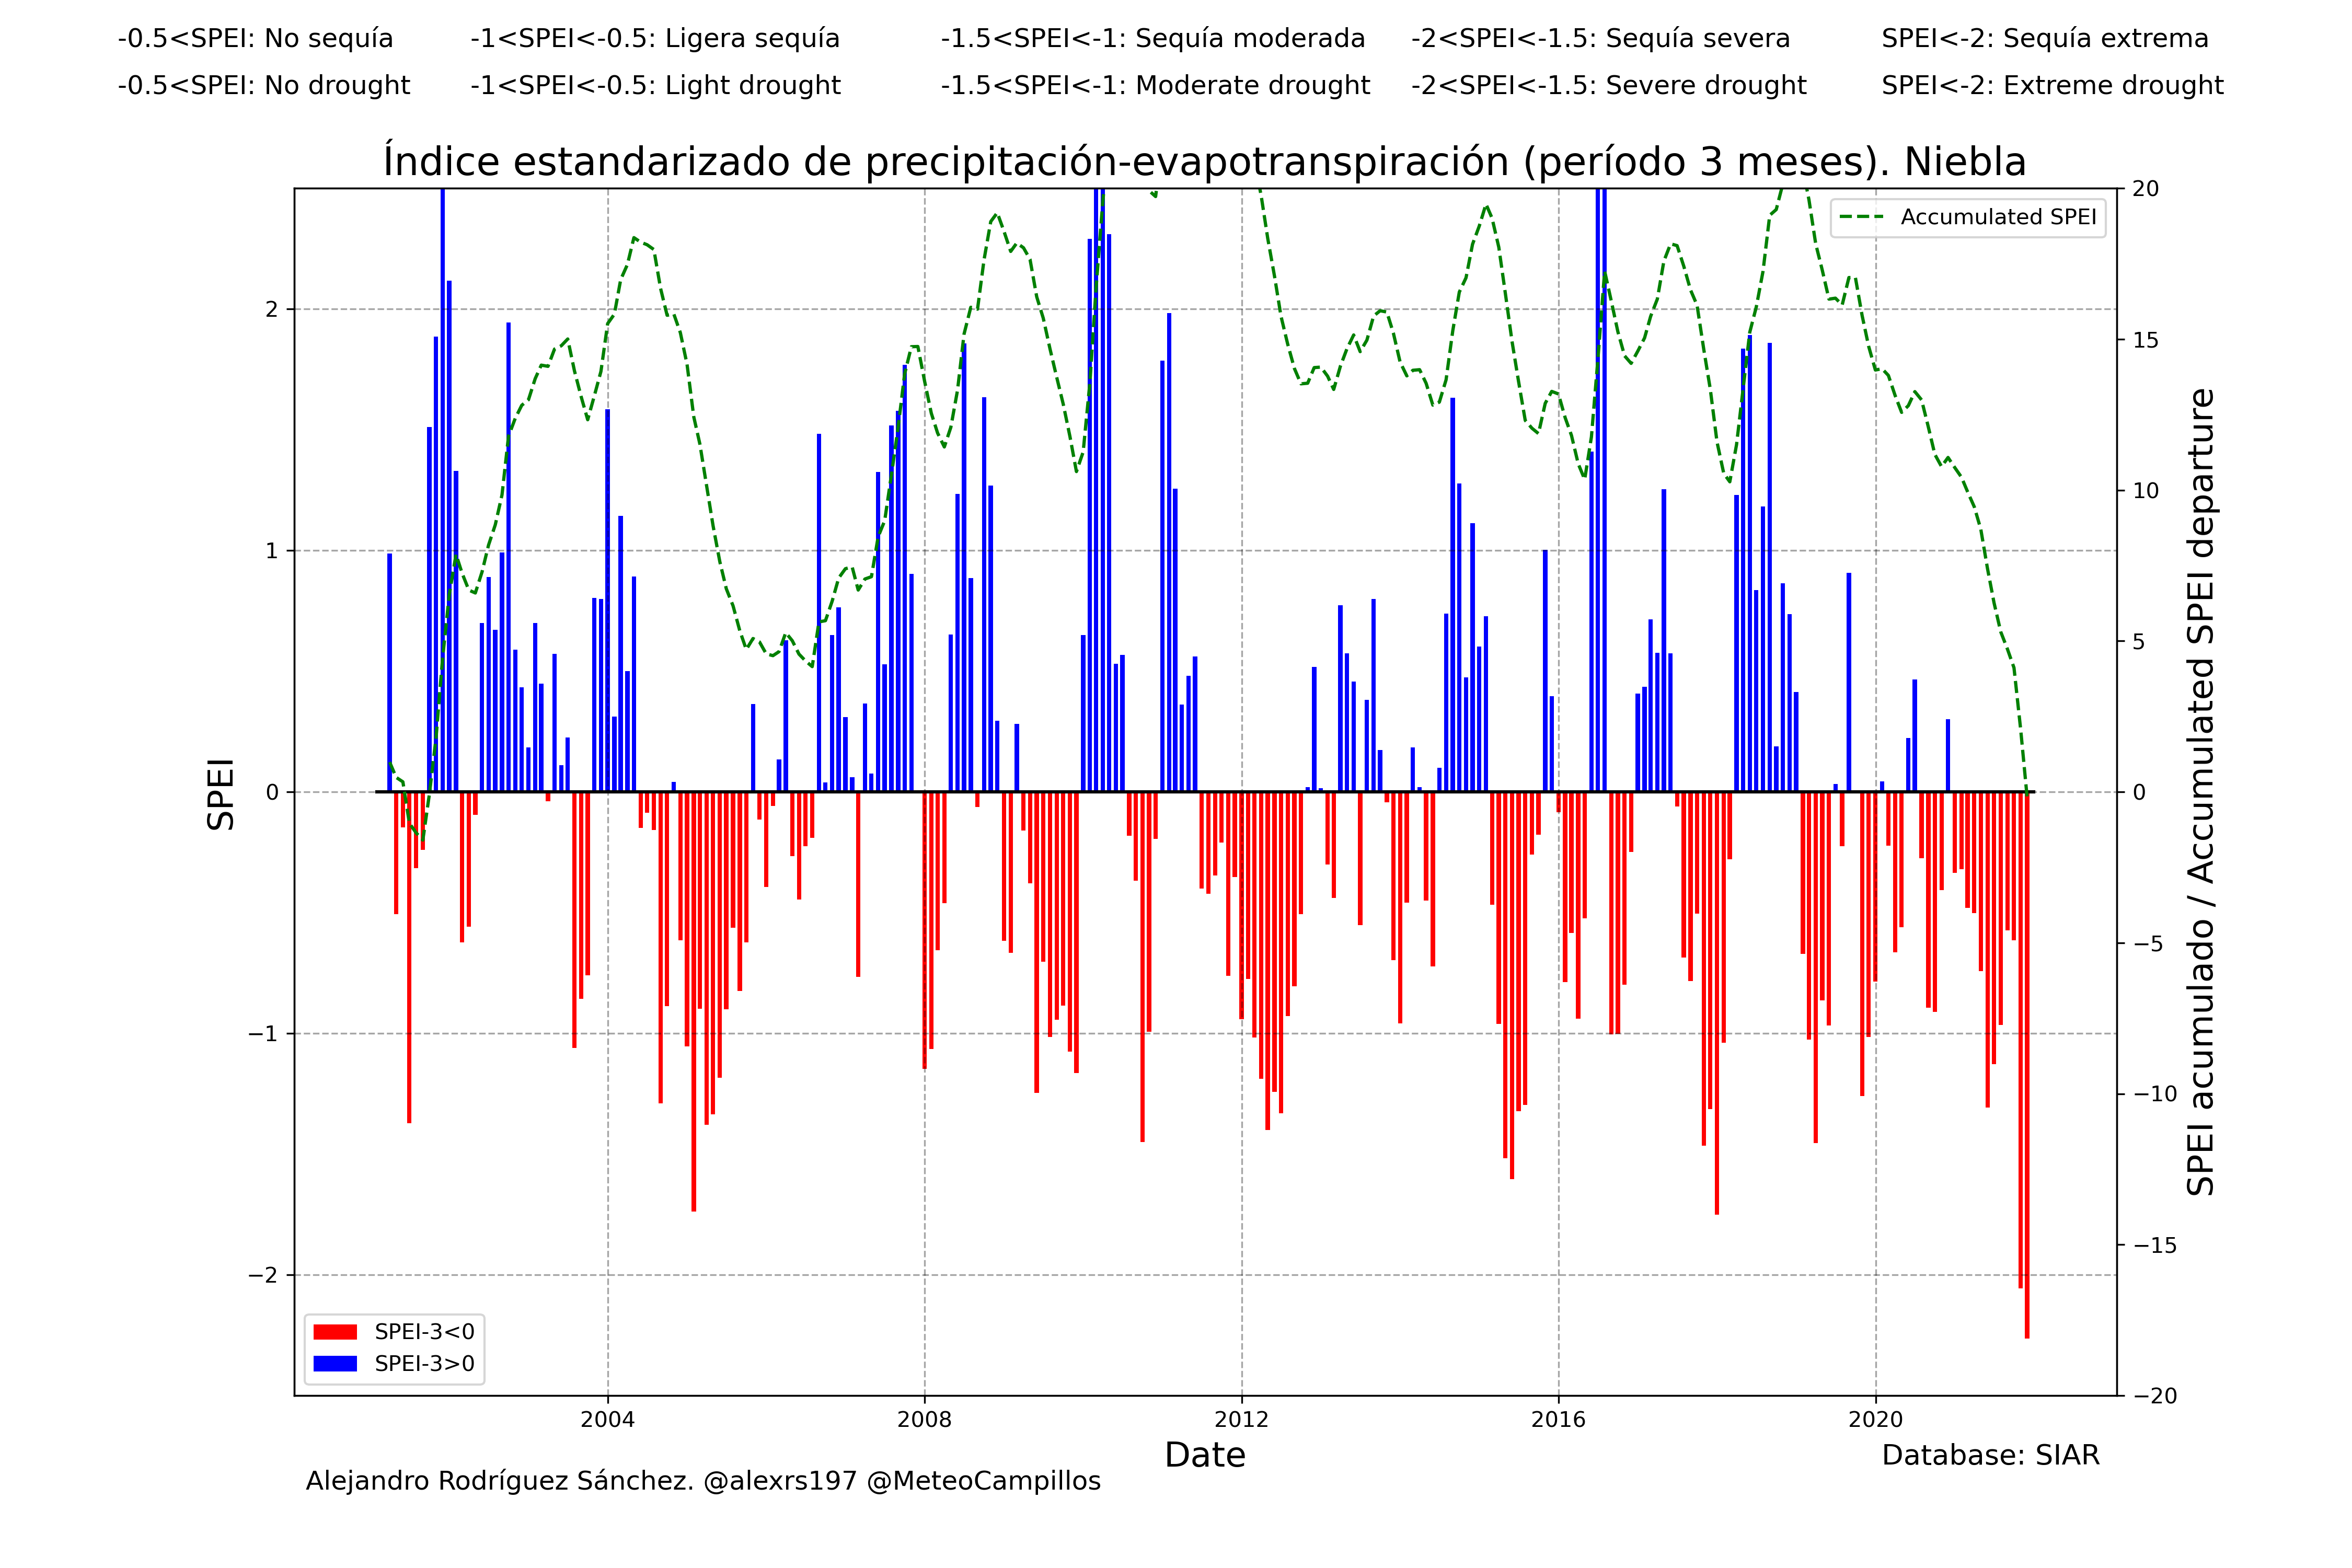 -0.5<SPEI: No sequía -1<SPEI<-0.5: Ligera sequía -1.5<SPEI<-1: Sequía moderada -2<SPEI<-1.5: Sequía severa SPEI<-2: Sequía extrema
-0.5<SPEI: No drought -1<SPEI<-0.5: Light drought -1.5<SPEI<-1: Moderate drought -2<SPEI<-1.5: Severe drought SPEI<-2: Extreme drought
Índice estandarizado de precipitación-evapotranspiración (período 3 meses). Niebla
Accumulated SPEI
SPEI
2
1
0
−1
−2
20
15
10
5
0
−5
−10
−15
−20
SPEI acumulado / Accumulated SPEI departure
SPEI-3<0
SPEI-3>0
2004 2008 2012 2016 2020
Date
Database: SIAR
Alejandro Rodríguez Sánchez. @alexrs197 @MeteoCampillos